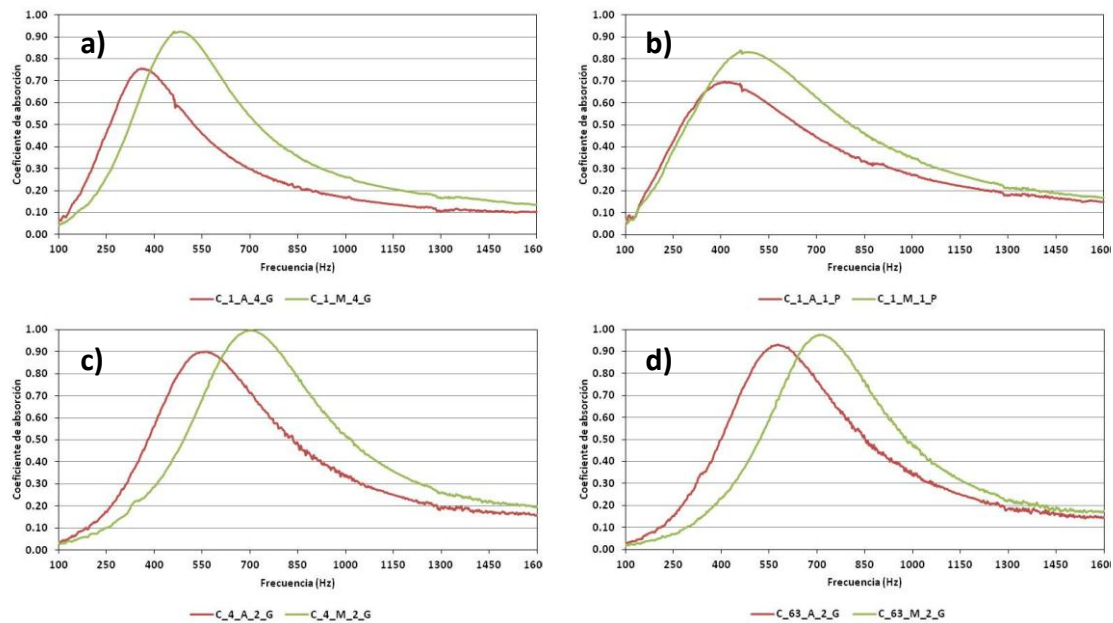 a)
1.00
0.90
0.80
0.70
0.60
0.50
0.40
0.30
0.20
0.10
0.00
Coeficiente de absorción
100 250 400 550 700 850 1000 1150 1300 1450 1600
Frecuencia (Hz)
C_1_A_4_G C_1_M_4_G
b)
1.00
0.90
0.80
0.70
0.60
0.50
0.40
0.30
0.20
0.10
0.00
Coeficiente de absorción
100 250 400 550 700 850 1000 1150 1300 1450 1600
Frecuencia (Hz)
C_1_A_1_P C_1_M_1_P
c)
1.00
0.90
0.80
0.70
0.60
0.50
0.40
0.30
0.20
0.10
0.00
Coeficiente de absorción
100 250 400 550 700 850 1000 1150 1300 1450 160
Frecuencia (Hz)
C_4_A_2_G C_4_M_2_G
d)
1.00
0.90
0.80
0.70
0.60
0.50
0.40
0.30
0.20
0.10
0.00
Coeficiente de absorción
100 250 400 550 700 850 1000 1150 1300 1450 1600
Frecuencia (Hz)
C_63_A_2_G C_63_M_2_G